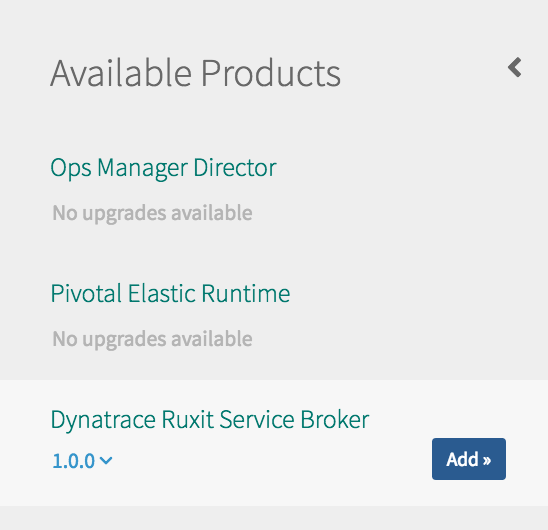 Available Products
Ops Manager Director
No upgrades available
Pivotal Elastic Runtime
No upgrades available
Dynatrace Ruxit Service Broker
1.0.0
Add »